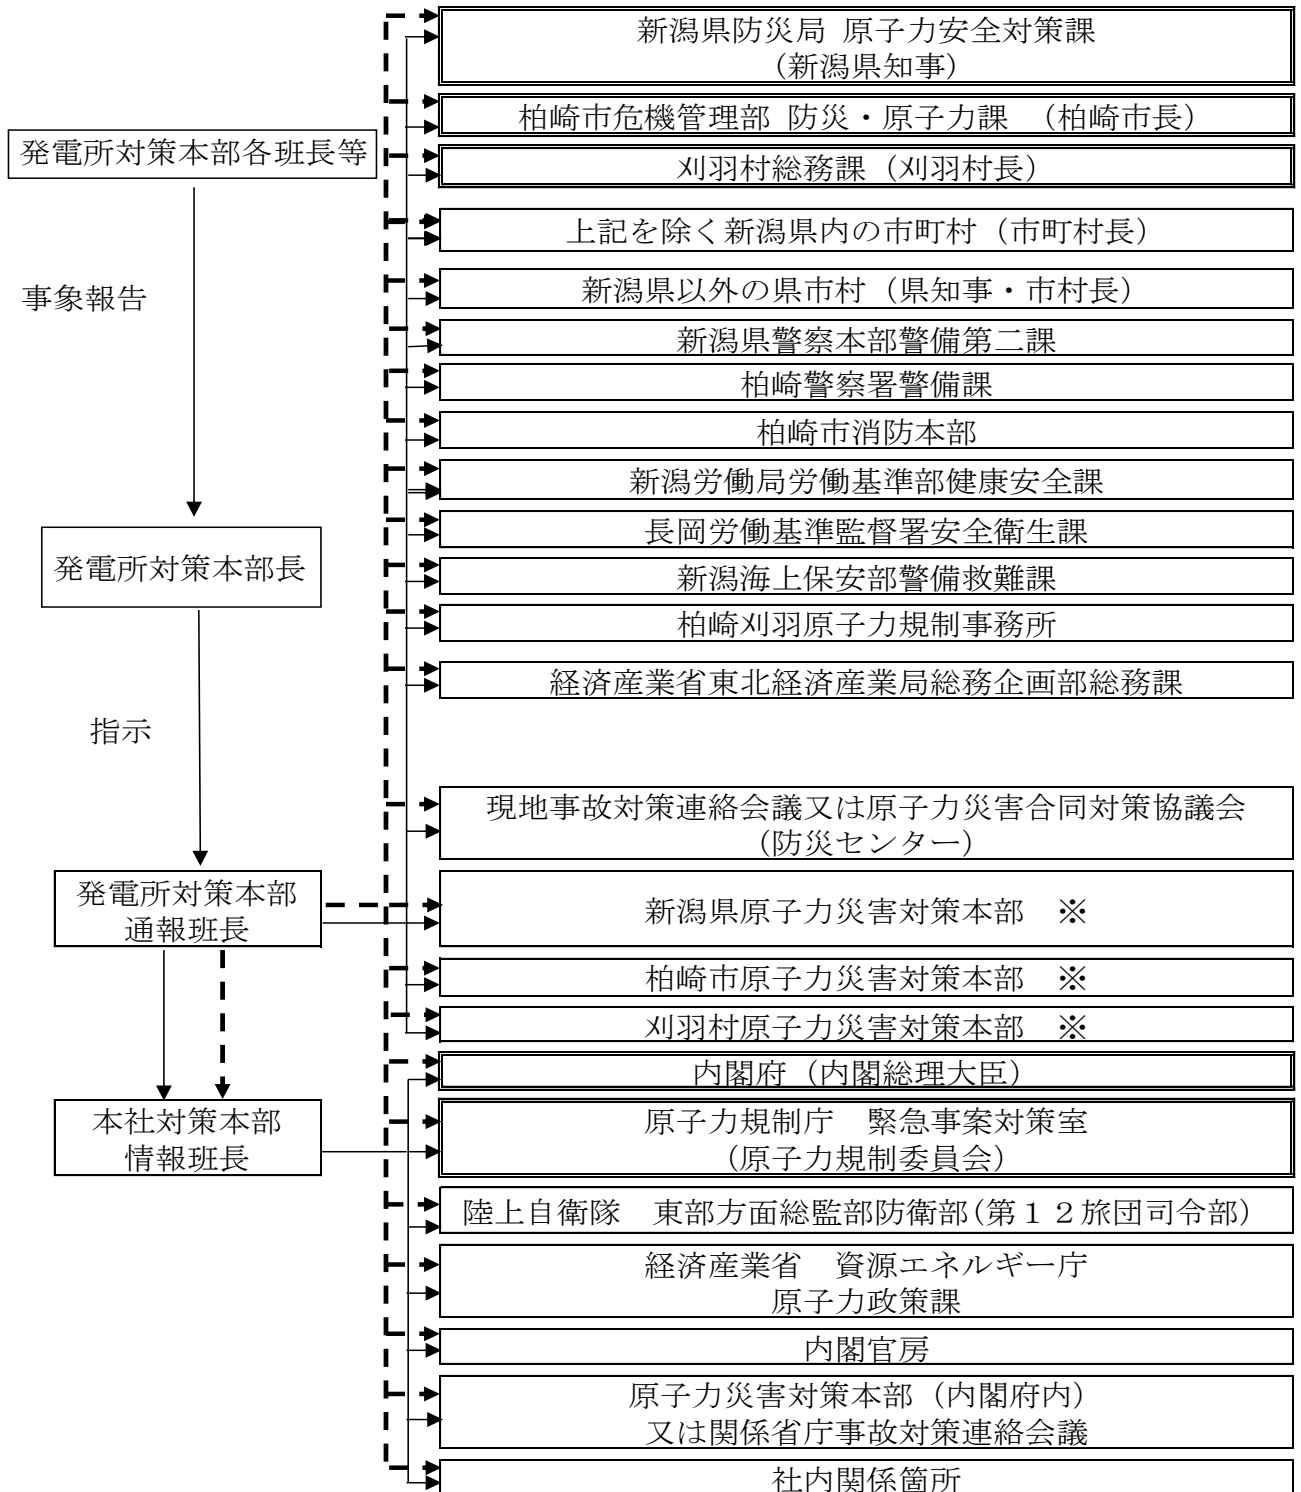 発電所対策本部各班長等
事象報告
発電所対策本部長
指示
発電所対策本部
通報班長
本社対策本部
情報班長
新潟県防災局 原子力安全対策課
（新潟県知事）
柏崎市危機管理部 防災・原子力課 （柏崎市長）
刈羽村総務課（刈羽村長）
上記を除く新潟県内の市町村（市町村長）
新潟県以外の県市村（県知事・市村長）
新潟県警察本部警備第二課
柏崎警察署警備課
柏崎市消防本部
新潟労働局労働基準部健康安全課
長岡労働基準監督署安全衛生課
新潟海上保安部警備救難課
柏崎刈羽原子力規制事務所
経済産業省東北経済産業局総務企画部総務課
現地事故対策連絡会議又は原子力災害合同対策協議会
（防災センター）
新潟県原子力災害対策本部　※
柏崎市原子力災害対策本部　※
刈羽村原子力災害対策本部　※
内閣府（内閣総理大臣）
原子力規制庁　緊急事案対策室
（原子力規制委員会）
陸上自衛隊　東部方面総監部防衛部（第１２旅団司令部）
経済産業省　資源エネルギー庁
原子力政策課
内閣官房
原子力災害対策本部（内閣府内）
又は関係省庁事故対策連絡会議
社内関係箇所